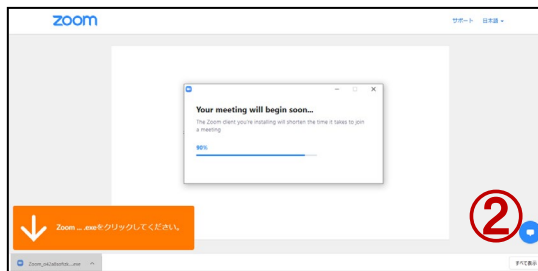 zoom
サポート 日本語
Your meeting will begin soon...
The Zoom client you're installing will shorten the time it takes to join
a meeting
90%
Zoom ... .exeをクリックしてください。
②
すべて表示